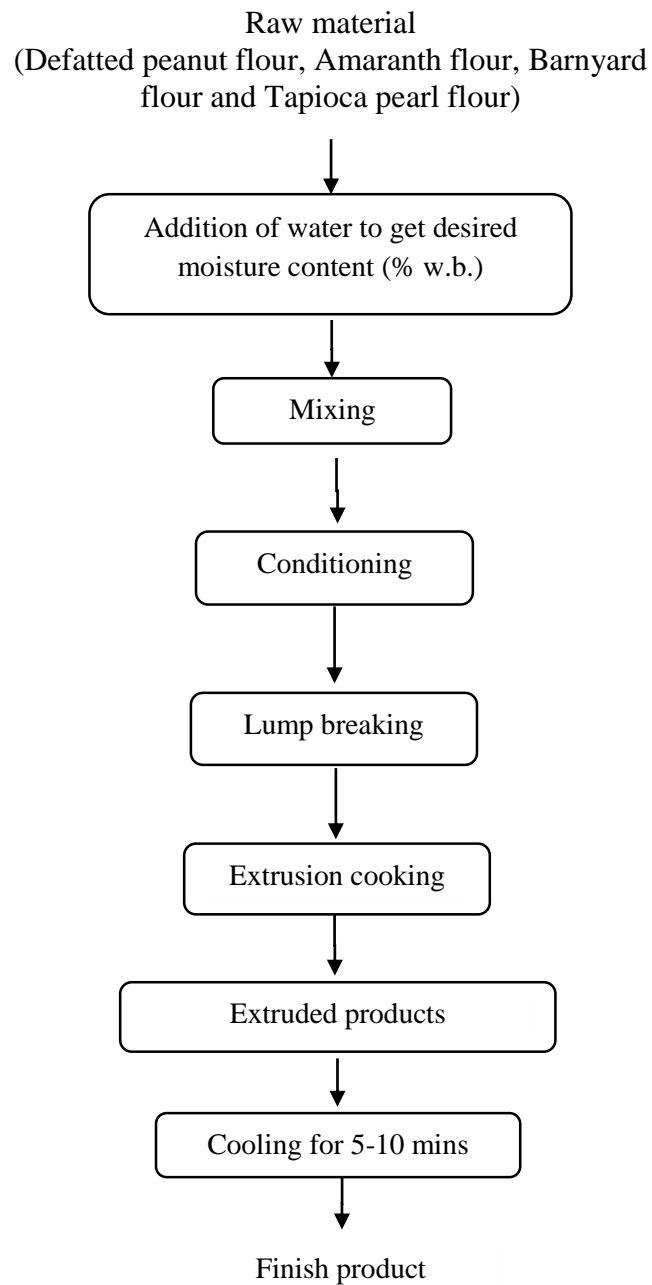 Raw material
(Defatted peanut flour, Amaranth flour, Barnyard
flour and Tapioca pearl flour)
Addition of water to get desired
moisture content (% w.b.)
Mixing
Conditioning
Lump breaking
Extrusion cooking
Extruded products
Cooling for 5-10 mins
Finish product